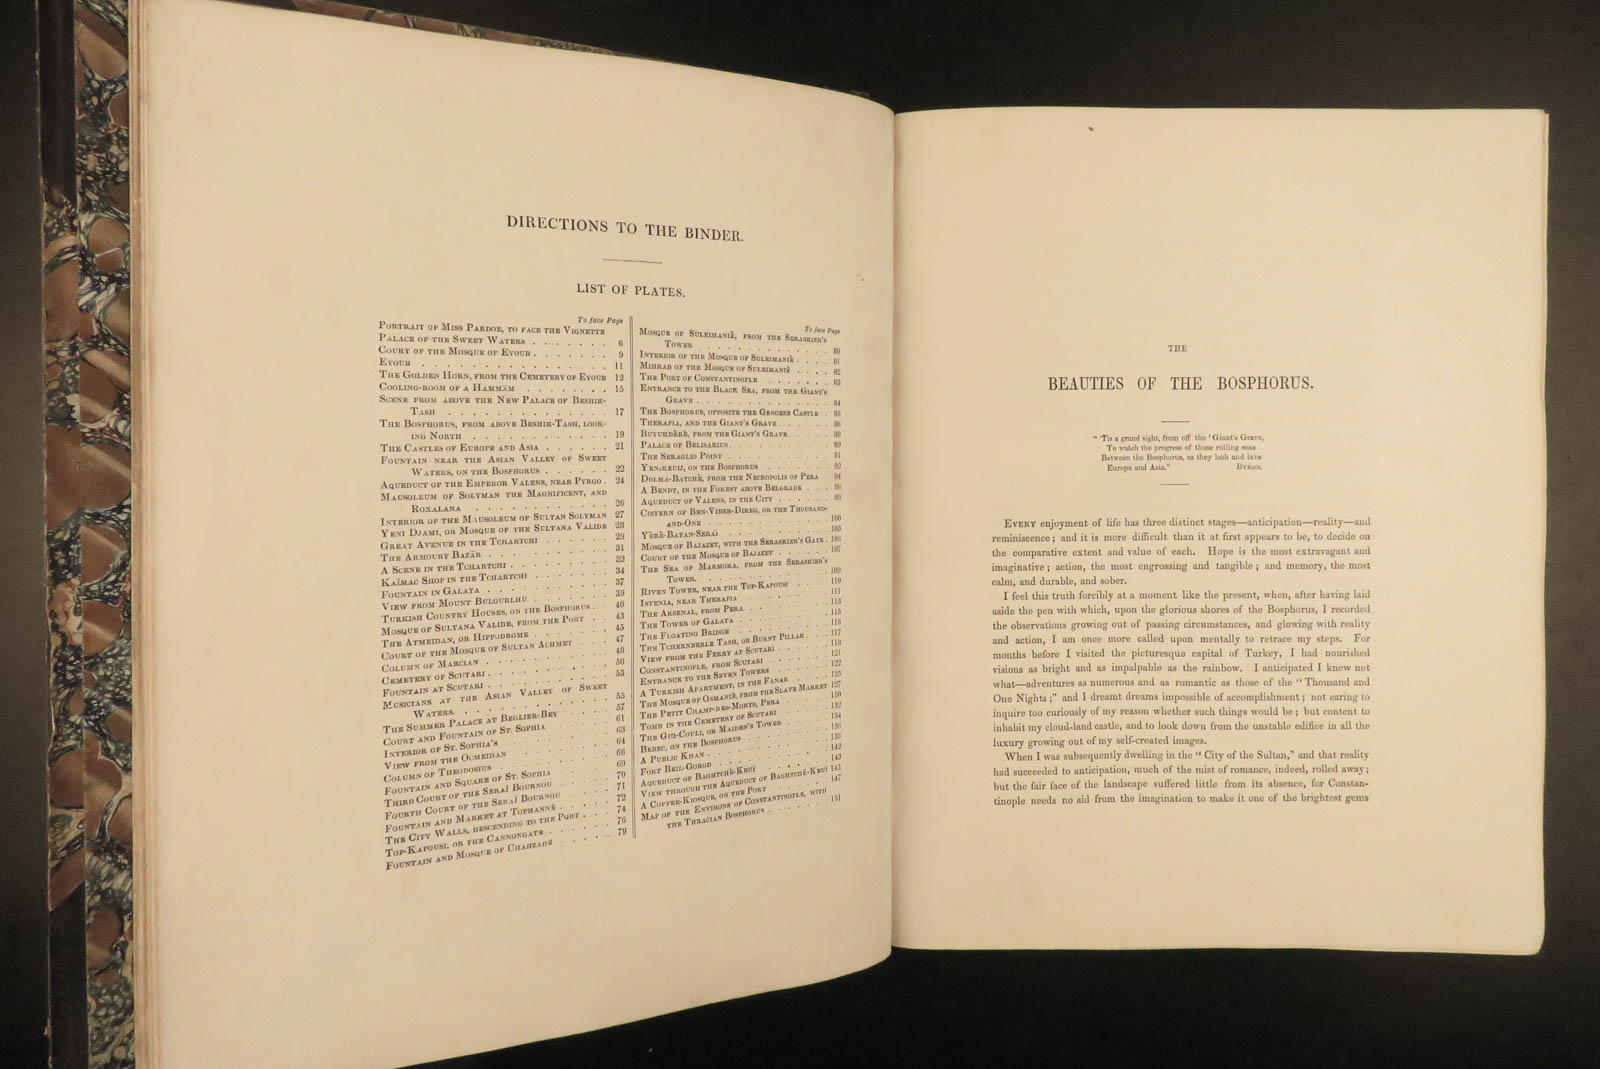 DIRECTIONS TO THE BINDER.
LIST OF PLATES.
To face Page
PORTRAIT OF MISS PARDOE, TO FACE THE VIGNETTE
PALACE OF THE SWEET WATERS . . . . . . . 6
COURT OF THE MOSQUE OF EYOUB . . . . . . . 9
EYOUB . . . . . . . . . . . . . . . 11
THE GOLDEN HORN, FROM THE CEMETERY OF EYOUB 12
COOLING-ROOM OF A HAMMÀM . . . . . . . . 15
SCENE FROM ABOVE THE NEW PALACE OF BESHIK-
TASH . . . . . . . . . . . . . . 17
THE BOSPHORUS, FROM ABOVE BESHIK-TASH, LOOK-
ING NORTH . . . . . . . . . . . . 19
THE CASTLES OF EUROPE AND ASIA . . . . . . 21
FOUNTAIN NEAR THE ASIAN VALLEY OF SWEET
WATERS, ON THE BOSPHORUS . . . . . . 22
AQUEDUCT OF THE EMPEROR VALENS, NEAR PYRGO . 24
MAUSOLEUM OF SOLYMAN THE MAGNIFICENT, AND
ROXALANA . . . . . . . . . . . . 26
INTERIOR OF THE MAUSOLEUM OF SULTAN SOLYMAN 27
YENI DJAMI, OR MOSQUE OF THE SULTANA VALIDE 28
GREAT AVENUE IN THE TCHARTCHI . . . . . . 29
THE ARMOURY BAZÀR . . . . . . . . . . 31
A SCENE IN THE TCHARTCHI . . . . . . . . . 32
KAÏMAC SHOP IN THE TCHARTCHI . . . . . . . 34
FOUNTAIN IN GALATA . . . . . . . . . . . 37
VIEW FROM MOUNT BULGURLHU . . . . . . . 39
TURKISH COUNTRY HOUSES, ON THE BOSPHORUS . . 40
MOSQUE OF SULTANA VALIDE, FROM THE PORT . . 43
THE ATMEIDAN, OR HIPPODROME . . . . . . . 45
COURT OF THE MOSQUE OF SULTAN ACHMET . . . 47
COLUMN OF MARCIAN . . . . . . . . . . 48
CEMETERY OF SCUTARI . . . . . . . . . . . 50
FOUNTAIN AT SCUTARI . . . . . . . . . . . 53
MUSICIANS AT THE ASIAN VALLEY OF SWEET
WATERS. . . . . . . . . . . . . . 55
THE SUMMER PALACE AT BEGLIER-BEY . . . . 57
COURT AND FOUNTAIN OF ST. SOPHIA . . . . . 61
INTERIOR OF ST. SOPHIA'S . . . . . . . . 63
VIEW FROM THE OCMEIDAN . . . . . . . . 64
COLUMN OF THEODOSIUS . . . . . . . . . 66
FOUNTAIN AND SQUARE OF ST. SOPHIA . . . . 69
THIRD COURT OF THE SERAÏ BOURNOU . . . . 70
FOURTH COURT OF THE SERAÏ BOURNOU . . . . 71
FOUNTAIN AND MARKET AT TOPHANNÈ . . . . 72
THE CITY WALLS, DESCENDING TO THE PORT . . . 74
TOP-KAPOUSI, OR THE CANNONGATE . . . . . . 76
FOUNTAIN AND MOSQUE OF CHAHZADÈ . . . . . 79
To face Page
MOSQUE OF SULEIMANIÈ, FROM THE SERASKIER'S
TOWER . . . . . . . . . . . . . 80
INTERIOR OF THE MOSQUE OF SULEIMANIÈ . . . . 81
MIHRAB OF THE MOSQUE OF SULEIMANIÈ . . . . 82
THE PORT OF CONSTANTINOPLE . . . . . . . 83
ENTRANCE TO THE BLACK SEA, FROM THE GIANT'S
GRAVE . . . . . . . . . . . . . . 84
THE BOSPHORUS, OPPOSITE THE GENOESE CASTLE . 85
THERAPIA, AND THE GIANT'S GRAVE . . . . . . 86
BUYUKDÈRÈ, FROM THE GIANT'S GRAVE . . . . . 88
PALACE OF BELISARIUS . . . . . . . . . . . 89
THE SERAGLIO POINT . . . . . . . . . . . 91
YENIKEUIJ, ON THE BOSPHORUS . . . . . . . 92
DOLMA-BATCHÈ, FROM THE NECROPOLIS OF PERA . 94
A BENDT, IN THE FOREST ABOVE BELGRADE . . . 96
AQUEDUCT OF VALENS, IN THE CITY . . . . . . 99
CISTERN OF BEN-VEBER-DIREG, OR THE THOUSAND-
AND-ONE . . . . . . . . . . . . 100
YÈRÈ-BATAN-SERAÏ . . . . . . . . . . . 103
MOSQUE OF BAJAZET, WITH THE SERASKIER'S GATE . 106
COURT OF THE MOSQUE OF BAJAZET . . . . . . 107
THE SEA OF MARMORA, FROM THE SERASKIER'S
TOWER. . . . . . . . . . . . . . 109
RIVEN TOWER, NEAR THE TOP-KAPOUSI . . . . . 110
ISTENIA, NEAR THERAPIA . . . . . . . . . 111
THE ARSENAL, FROM PERA . . . . . . . . . 113
THE TOWER OF GALATA . . . . . . . . . . 115
THE FLOATING BRIDGE . . . . . . . . . . 116
THE TCHERNBERLE TASH, OR BURNT PILLAR . . . 117
VIEW FROM THE FERRY AT SCUTARI . . . . . . 118
CONSTANTINOPLE, FROM SCUTARI . . . . . . . 121
ENTRANCE TO THE SEVEN TOWERS . . . . . . 122
A TURKISH APARTMENT, IN THE FANAR . . . . . 125
THE MOSQUE OF OSMANIÈ, FROM THE SLAVE MARKET 127
THE PETIT CHAMP-DES-MORTS, PERA . . . . . 130
TOMB IN THE CEMETERY OF SCUTARI . . . . . 132
THE GUZ-COULI, OR MAIDEN'S TOWER . . . . . 134
BEBEC, ON THE BOSPHORUS . . . . . . . . 136
A PUBLIC KHAN . . . . . . . . . . . . 139
FORT BEIL-GOROD . . . . . . . . . . . . 142
AQUEDUCT OF BAGHTCHÈ-KEUÏ . . . . . . . 143
VIEW THROUGH THE AQUEDUCT OF BAGHTCHÈ-KEUÏ 145
A COFFEE-KIOSQUE, ON THE PORT . . . . . . 147
MAP OF THE ENVIRONS OF CONSTANTINOPLE, WITH
THE THRACIAN BOSPHORUS . . . . . . . 151
THE
BEAUTIES OF THE BOSPHORUS.
" 'Tis a grand sight, from off the 'Giant's Grave,
To watch the progress of those rolling seas
Between the Bosphorus, as they lash and lave
Europe and Asia." BYRON.
EVERY enjoyment of life has three distinct stages—anticipation—reality—and
reminiscence; and it is more difficult than it at first appears to be, to decide on
the comparative extent and value of each. Hope is the most extravagant and
imaginative; action, the most engrossing and tangible; and memory, the most
calm, and durable, and sober.
I feel this truth forcibly at a moment like the present, when, after having laid
aside the pen with which, upon the glorious shores of the Bosphorus, I recorded
the observations growing out of passing circumstances, and glowing with reality
and action, I am once more called upon mentally to retrace my steps. For
months before I visited the picturesque capital of Turkey, I had nourished
visions as bright and as impalpable as the rainbow. I anticipated I knew not
what—adventures as numerous and as romantic as those of the "Thousand and
One Nights;" and I dreamt dreams impossible of accomplishment; not caring to
inquire too curiously of my reason whether such things would be; but content to
inhabit my cloud-land castle, and to look down from the unstable edifice in all the
luxury growing out of my self-created images.
When I was subsequently dwelling in the "City of the Sultan," and that reality
had succeeded to anticipation, much of the mist of romance, indeed, rolled away;
but the fair face of the landscape suffered little from its absence, for Constan-
tinople needs no aid from the imagination to make it one of the brightest gems